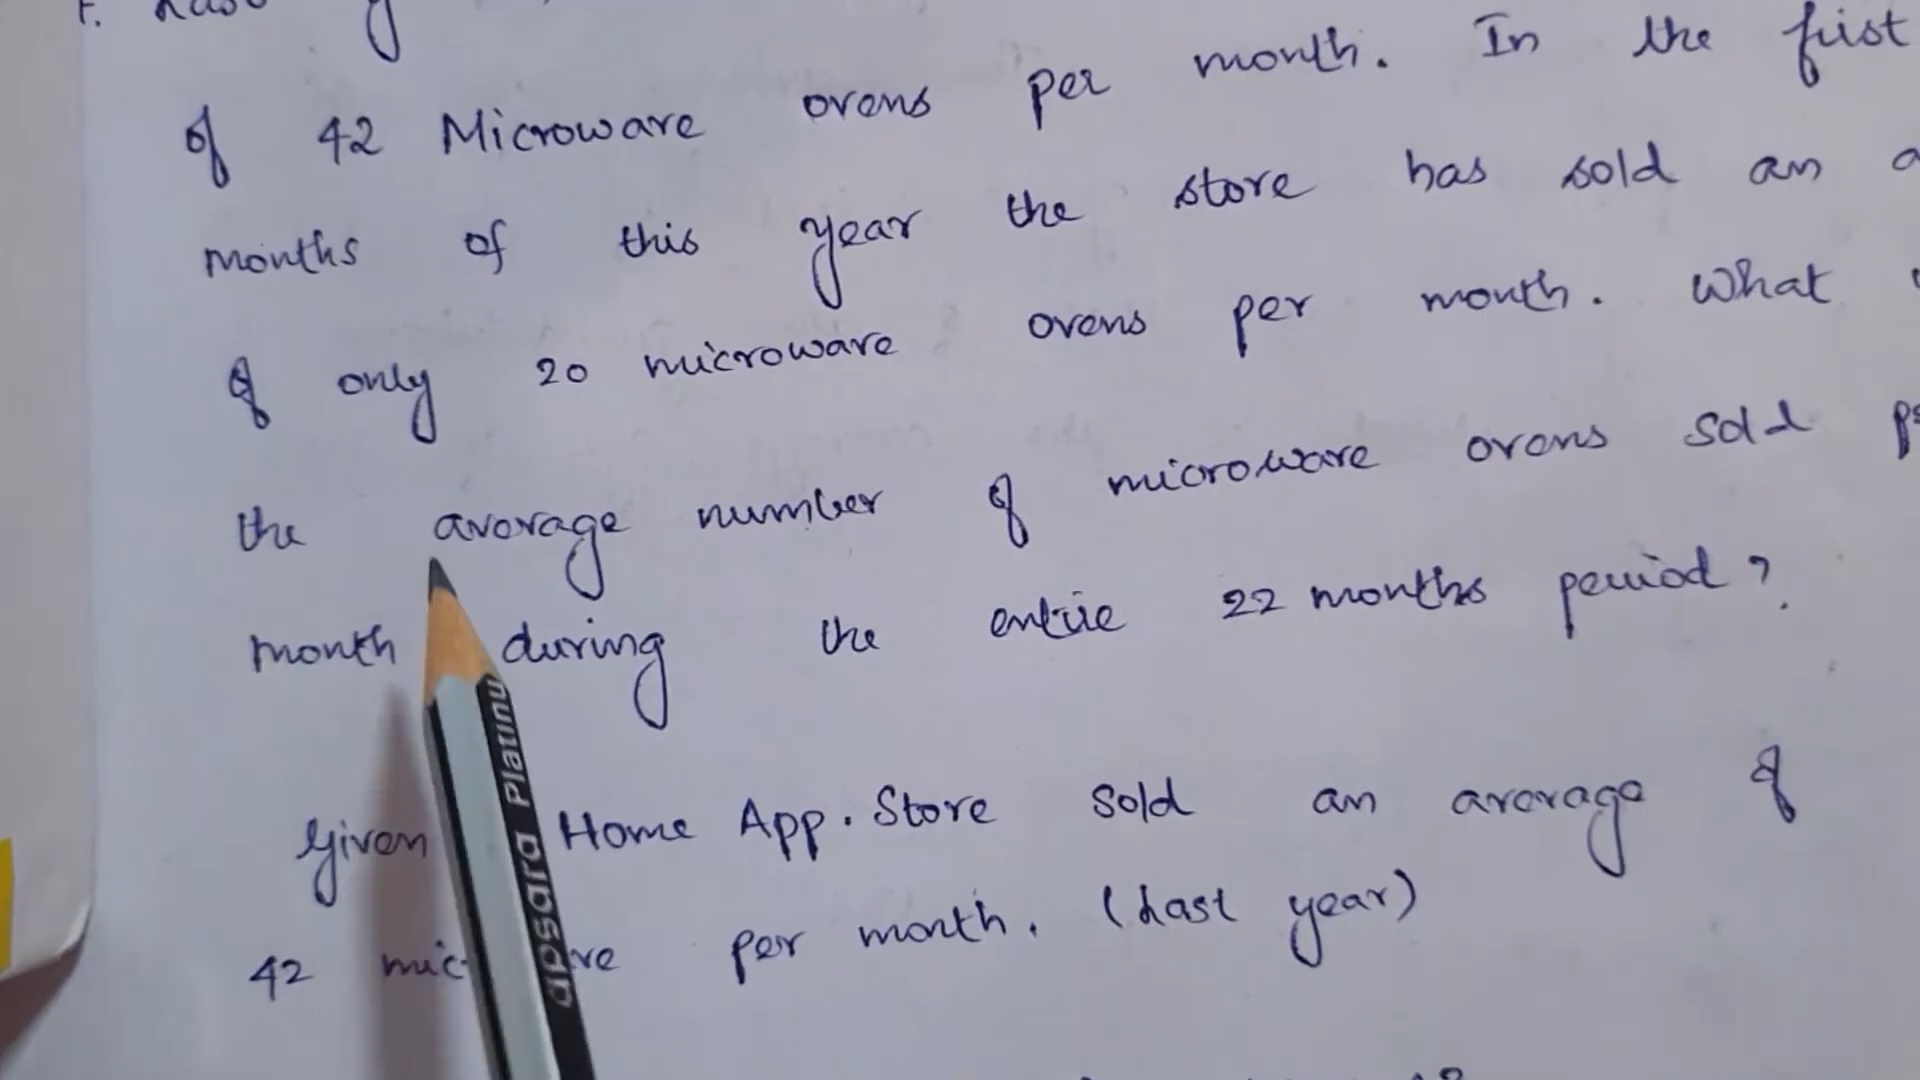 of 42 Microware ovens per month. In the first
months of this year the store has sold an a
of only 20 microware ovens per month. What
the average number of microware ovens sold pe
month during the entire 22 months period?
Given Home App. Store sold an average of
42 mic ve per month. (Last year)
apsara Platinu